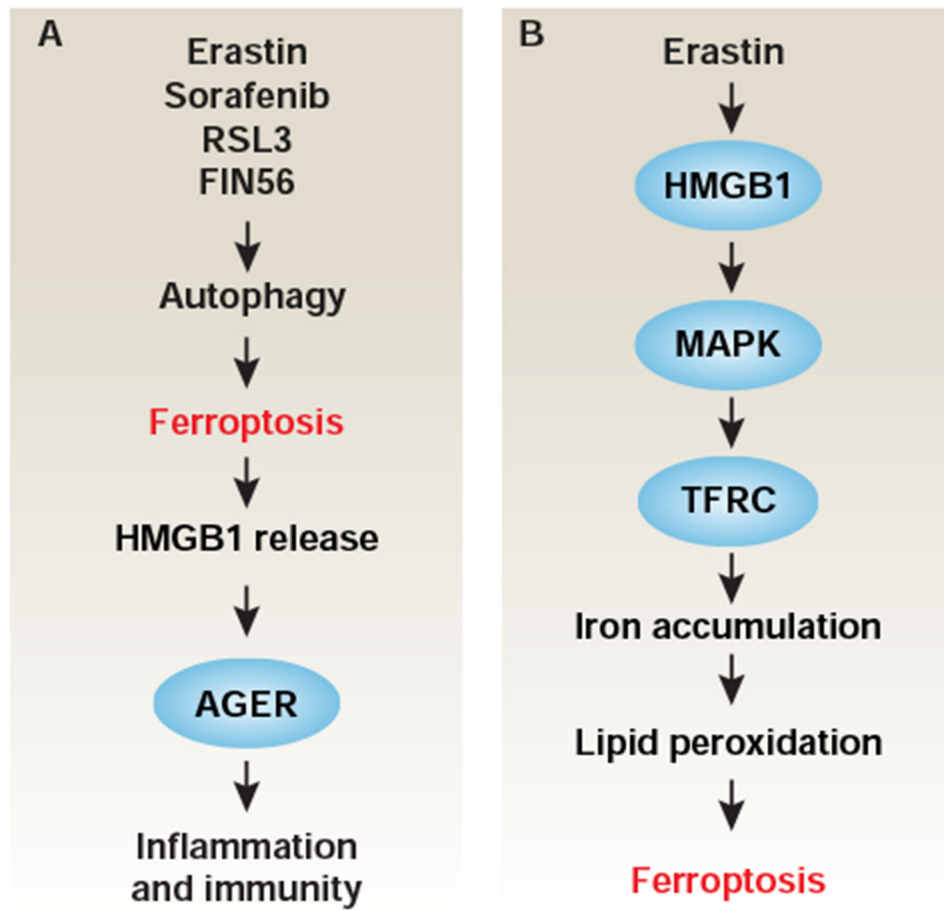 A
Erastin
Sorafenib
RSL3
FIN56
Autophagy
Ferroptosis
HMGB1 release
AGER
Inflammation
and immunity
B
Erastin
HMGB1
MAPK
TFRC
Iron accumulation
Lipid peroxidation
Ferroptosis